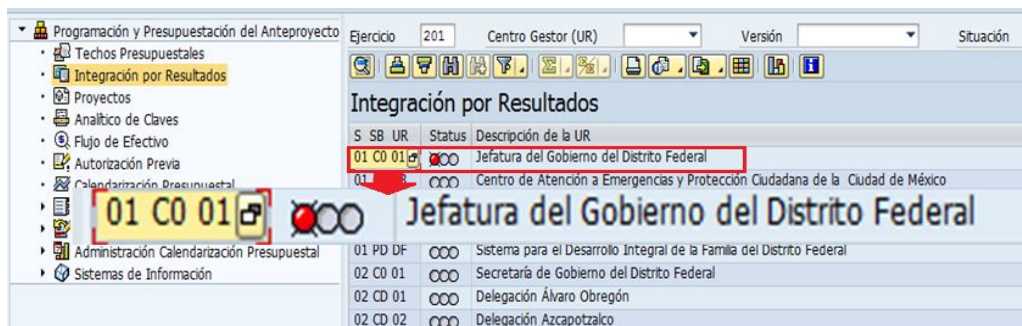 Programación y Presupuestación del Anteproyecto
Techos Presupuestales
Integración por Resultados
Proyectos
Analítico de Claves
Flujo de Efectivo
Autorización Previa
Calendarización Presupuestal
Administración Calendarización Presupuestal
Sistemas de Información
Ejercicio 201 Centro Gestor (UR) Versión Situación
Integración por Resultados
S SB UR Status Descripción de la UR
01 C0 01 Jefatura del Gobierno del Distrito Federal
01 Centro de Atención a Emergencias y Protección Ciudadana de la Ciudad de México
01 C0 01 Jefatura del Gobierno del Distrito Federal
01 PD DF Sistema para el Desarrollo Integral de la Familia del Distrito Federal
02 C0 01 Secretaría de Gobierno del Distrito Federal
02 CD 01 Delegación Álvaro Obregón
02 CD 02 Delegación Azcapotzalco